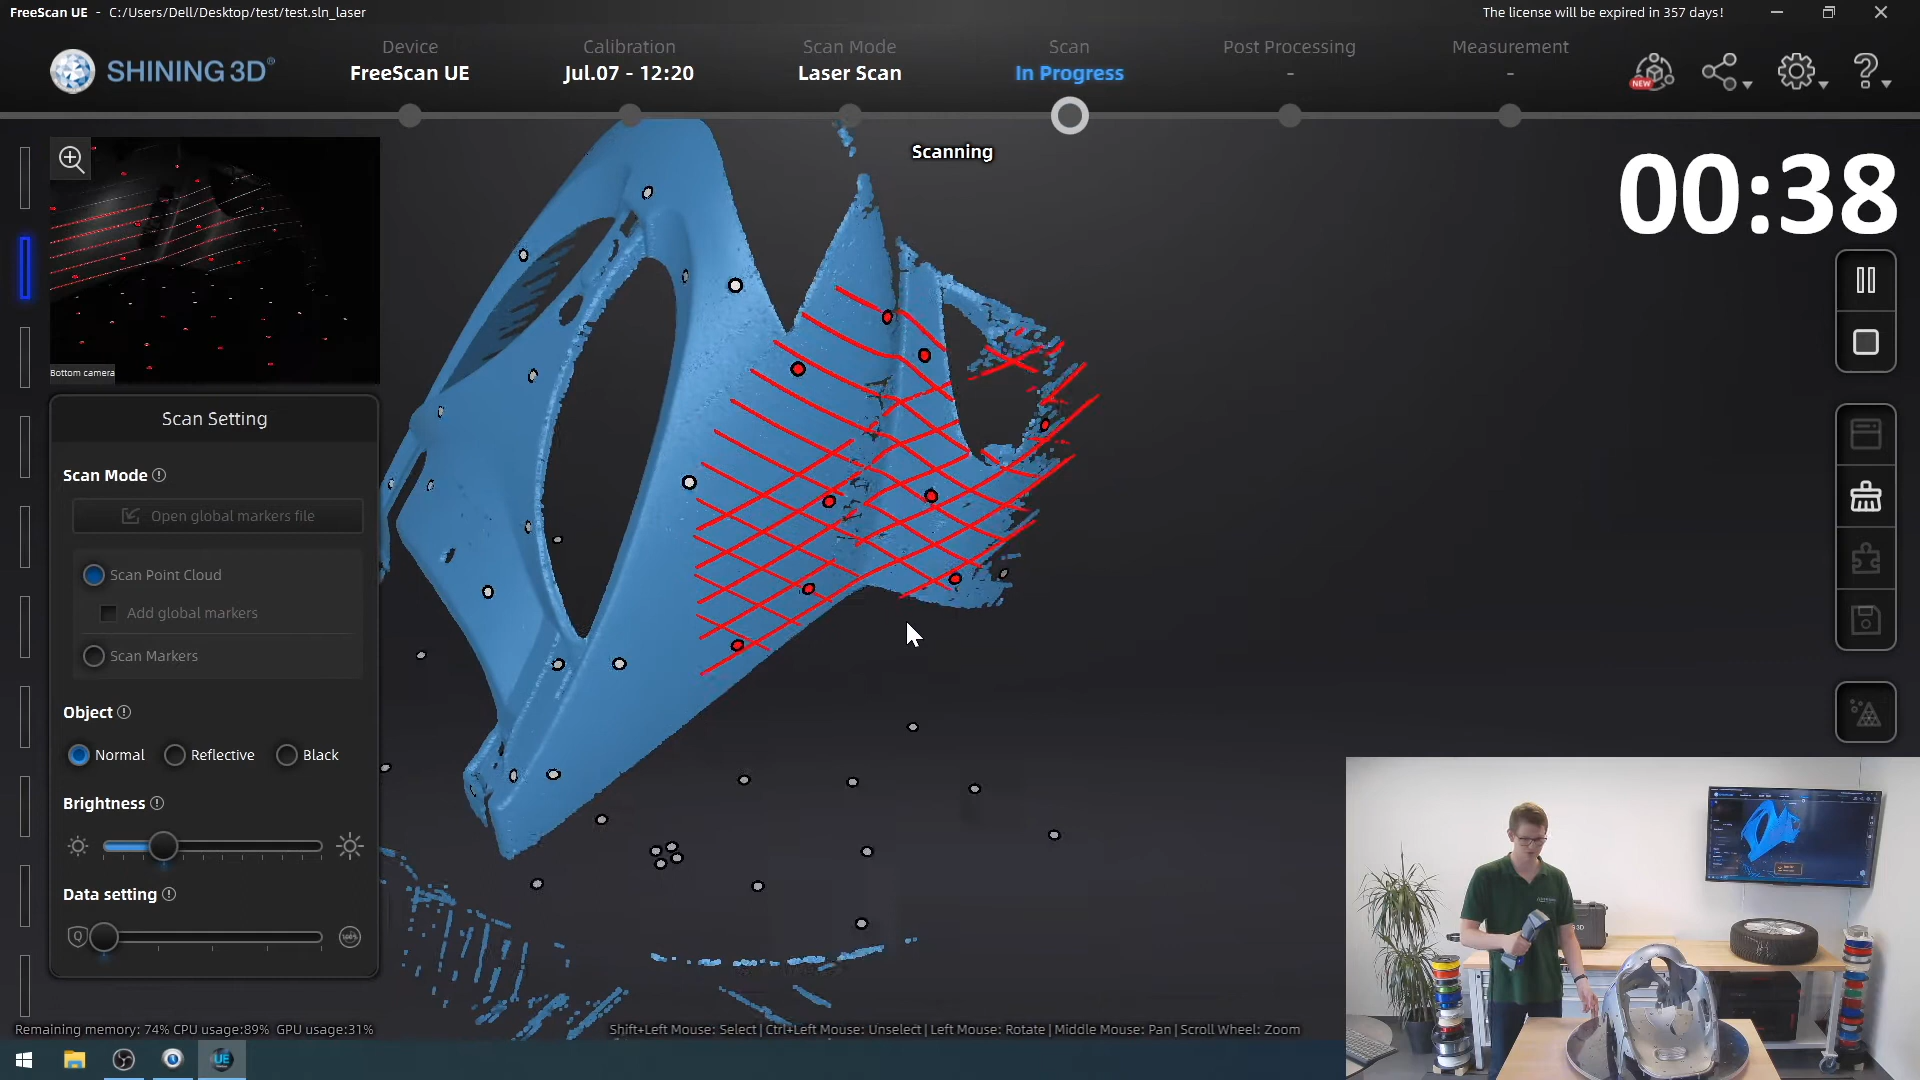 FreeScan UE - C:/Users/Dell/Desktop/test/test.sln_laser
The license will be expired in 357 days!
SHINING 3D®
Device
FreeScan UE
Calibration
Jul.07 - 12:20
Scan Mode
Laser Scan
Scan
In Progress
Post Processing
-
Measurement
-
NEW
Scanning
00:38
Bottom camera
Scan Setting
Scan Mode
Open global markers file
Scan Point Cloud
Add global markers
Scan Markers
Object
Normal
Reflective
Black
Brightness
Data setting
Q
100%
Remaining memory: 74% CPU usage:89% GPU usage:31%
Shift+Left Mouse: Select | Ctrl+Left Mouse: Unselect | Left Mouse: Rotate | Middle Mouse: Pan | Scroll Wheel: Zoom
UE